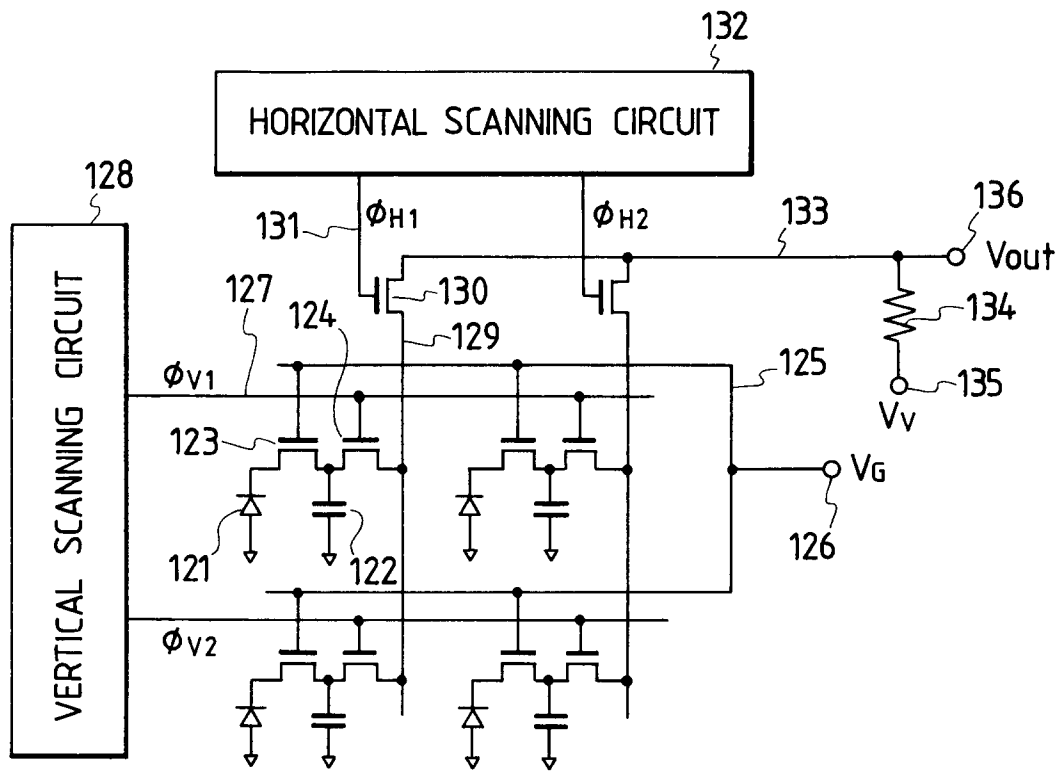 132
HORIZONTAL SCANNING CIRCUIT
128
VERTICAL SCANNING CIRCUIT
131
ϕH1
ϕH2
133
136
Vout
130
134
127
124
129
125
135
VV
ϕV1
123
VG
126
121
122
ϕV2